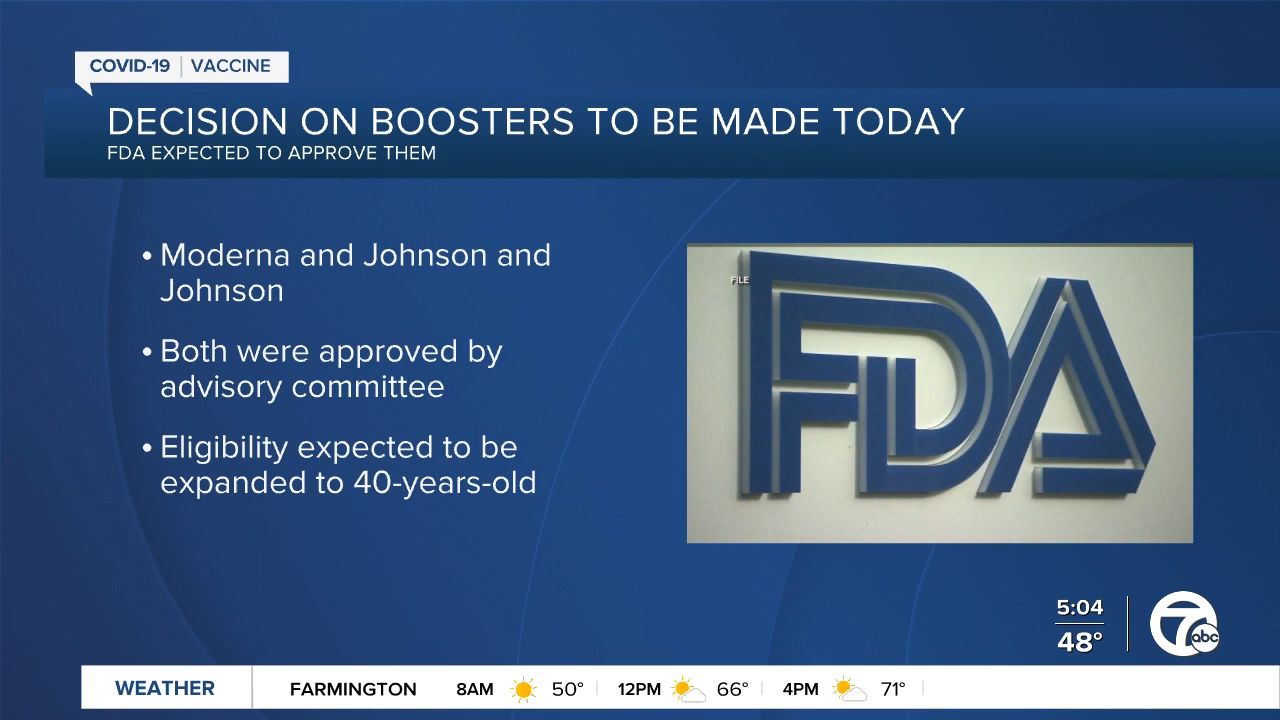 COVID-19 | VACCINE
DECISION ON BOOSTERS TO BE MADE TODAY
FDA EXPECTED TO APPROVE THEM
• Moderna and Johnson and
Johnson
• Both were approved by
advisory committee
• Eligibility expected to be
expanded to 40-years-old
FILE
FDA
5:04
48°
7 abc
WEATHER FARMINGTON 8AM 50° 12PM 66° 4PM 71°